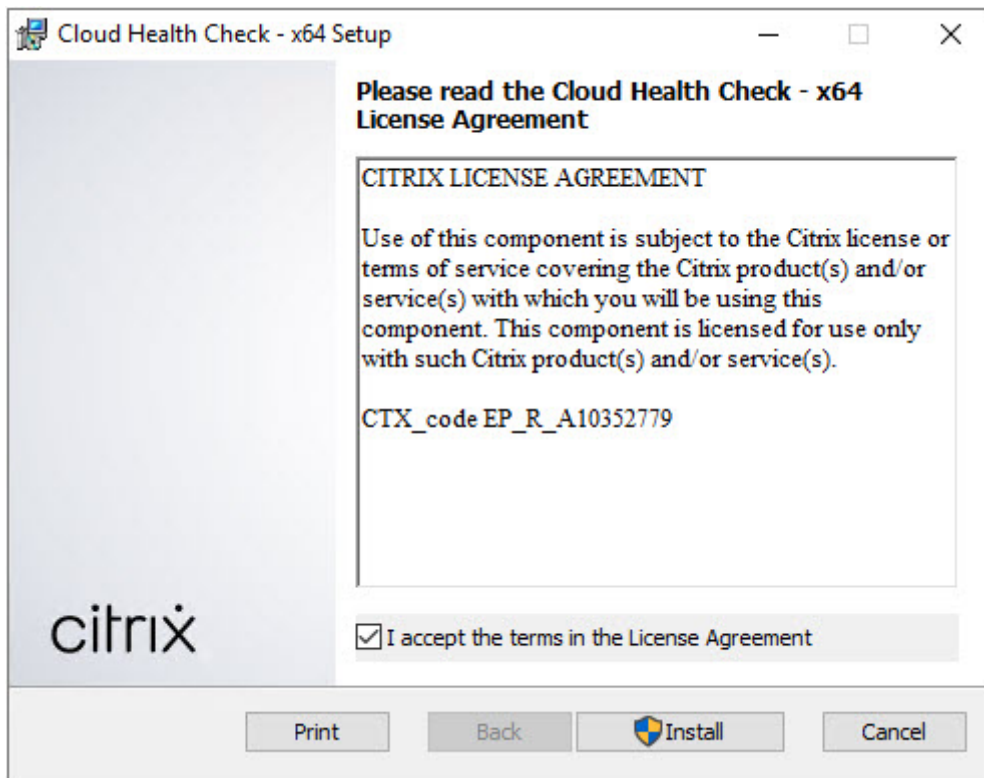 Cloud Health Check - x64 Setup
Please read the Cloud Health Check - x64
License Agreement
CITRIX LICENSE AGREEMENT
Use of this component is subject to the Citrix license or
terms of service covering the Citrix product(s) and/or
service(s) with which you will be using this
component. This component is licensed for use only
with such Citrix product(s) and/or service(s).
CTX_code EP_R_A10352779
citrix
I accept the terms in the License Agreement
Print
Back
Install
Cancel